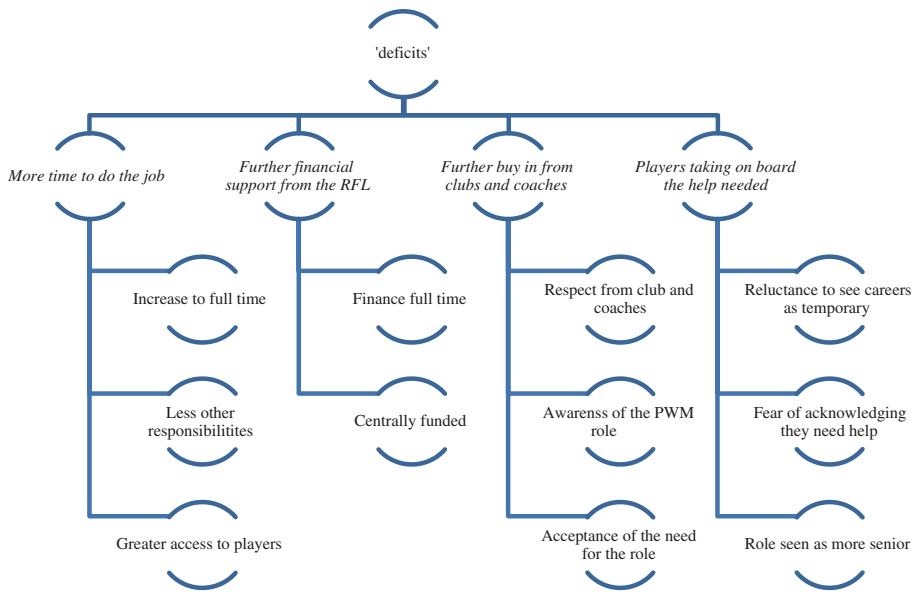 'deficits'
More time to do the job
Further financial
support from the RFL
Further buy in from
clubs and coaches
Players taking on board
the help needed
Increase to full time
Less other
responsibilitites
Greater access to players
Finance full time
Centrally funded
Respect from club and
coaches
Awarenss of the PWM
role
Acceptance of the need
for the role
Reluctance to see careers
as temporary
Fear of acknowledging
they need help
Role seen as more senior